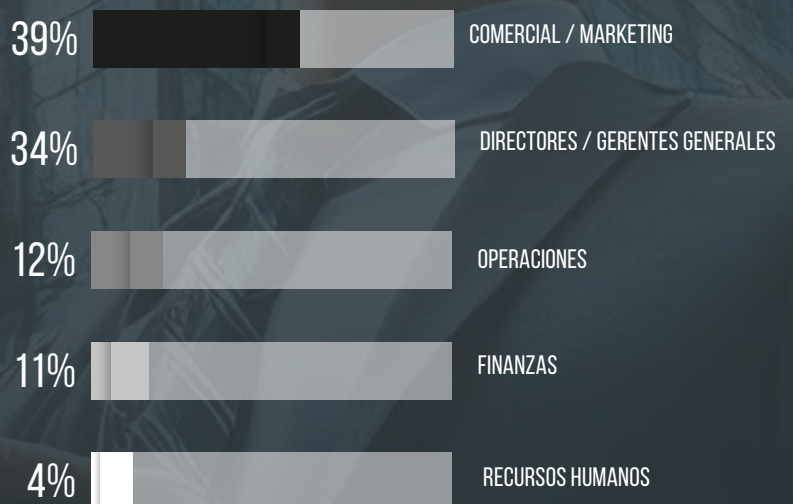 39% COMERCIAL / MARKETING
34% DIRECTORES / GERENTES GENERALES
12% OPERACIONES
11% FINANZAS
4% RECURSOS HUMANOS